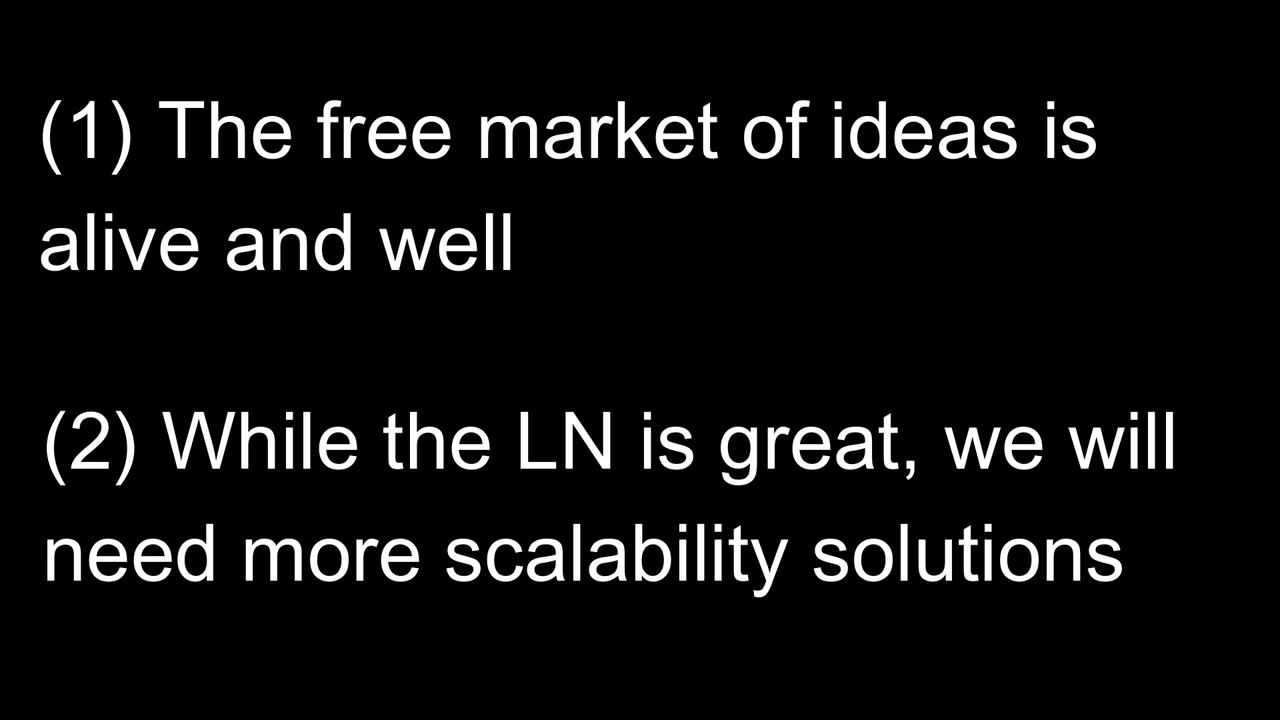 (1) The free market of ideas is
alive and well
(2) While the LN is great, we will
need more scalability solutions